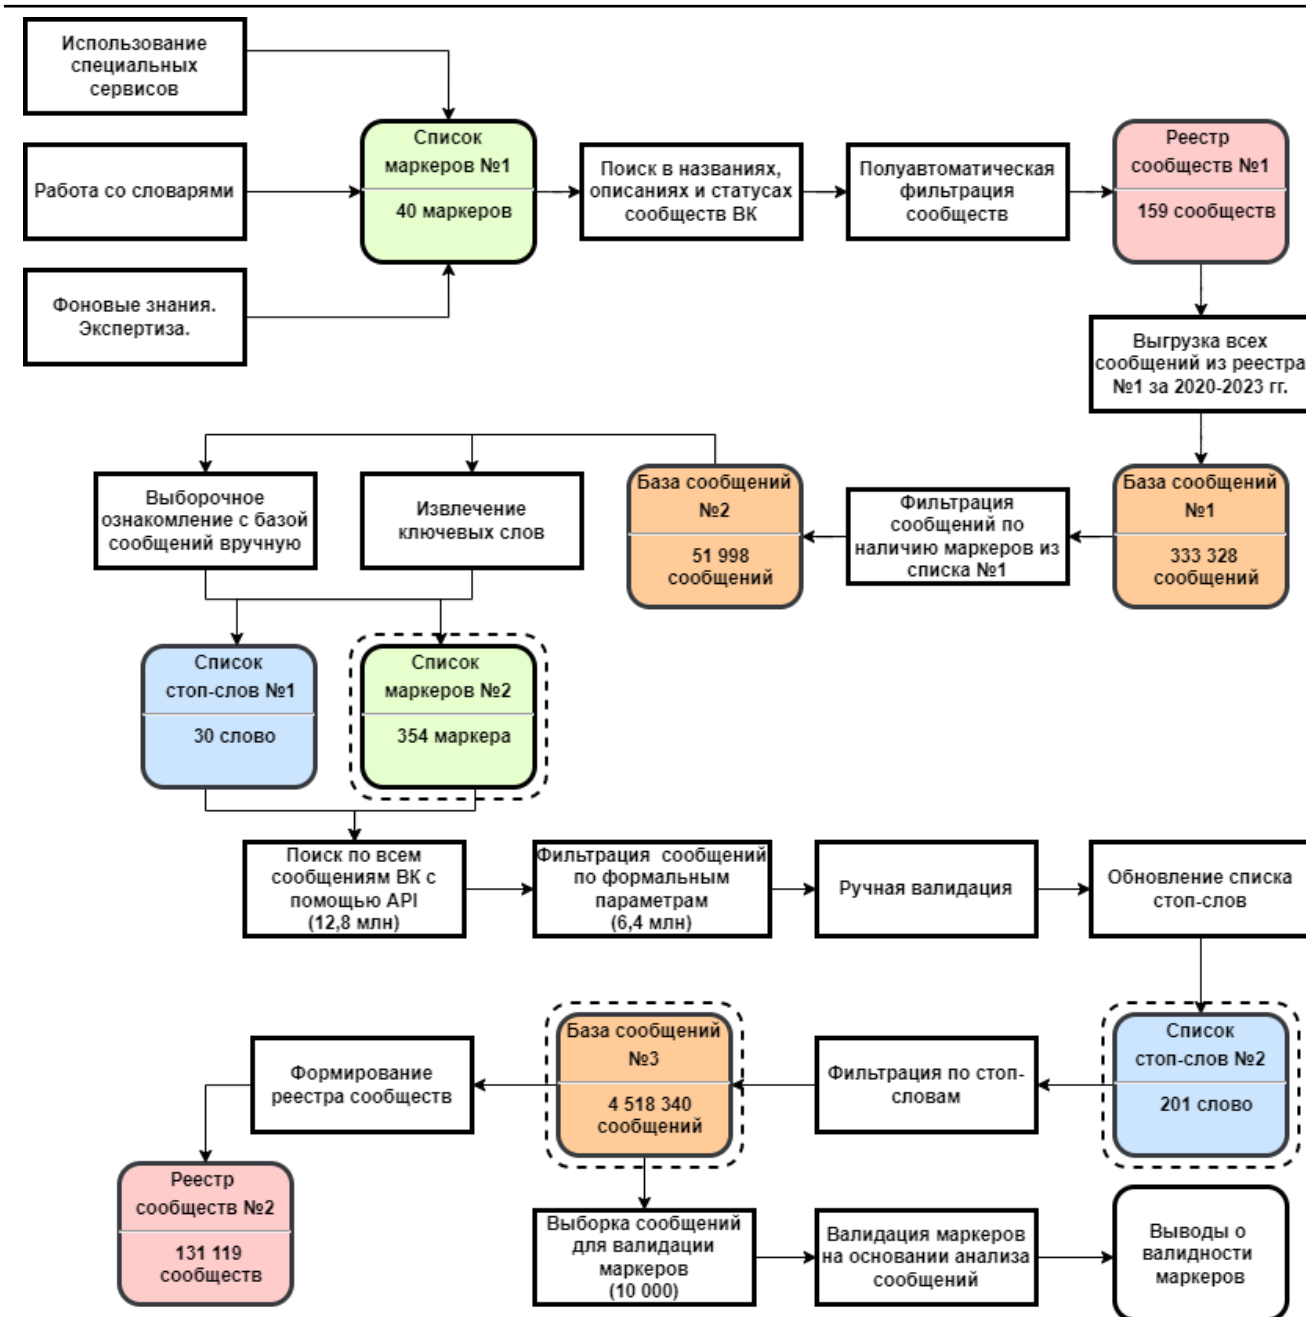 Использование
специальных
сервисов
Работа со словарями
Фоновые знания.
Экспертиза.
Список
маркеров №1
40 маркеров
Поиск в названиях,
описаниях и статусах
сообществ ВК
Полуавтоматическая
фильтрация
сообществ
Реестр
сообществ №1
159 сообществ
Выгрузка всех
сообщений из реестра
№1 за 2020-2023 гг.
База сообщений
№1
333 328
сообщений
Фильтрация
сообщений по
наличию маркеров из
списка №1
База сообщений
№2
51 998
сообщений
Извлечение
ключевых слов
Выборочное
ознакомление с базой
сообщений вручную
Список
стоп-слов №1
30 слово
Список
маркеров №2
354 маркера
Поиск по всем
сообщениям ВК с
помощью API
(12,8 млн)
Фильтрация сообщений
по формальным
параметрам
(6,4 млн)
Ручная валидация
Обновление списка
стоп-слов
Список
стоп-слов №2
201 слово
Фильтрация по стоп-
словам
База сообщений
№3
4 518 340
сообщений
Формирование
реестра сообществ
Реестр
сообществ №2
131 119
сообществ
Выборка сообщений
для валидации
маркеров
(10 000)
Валидация маркеров
на основании анализа
сообщений
Выводы о
валидности
маркеров